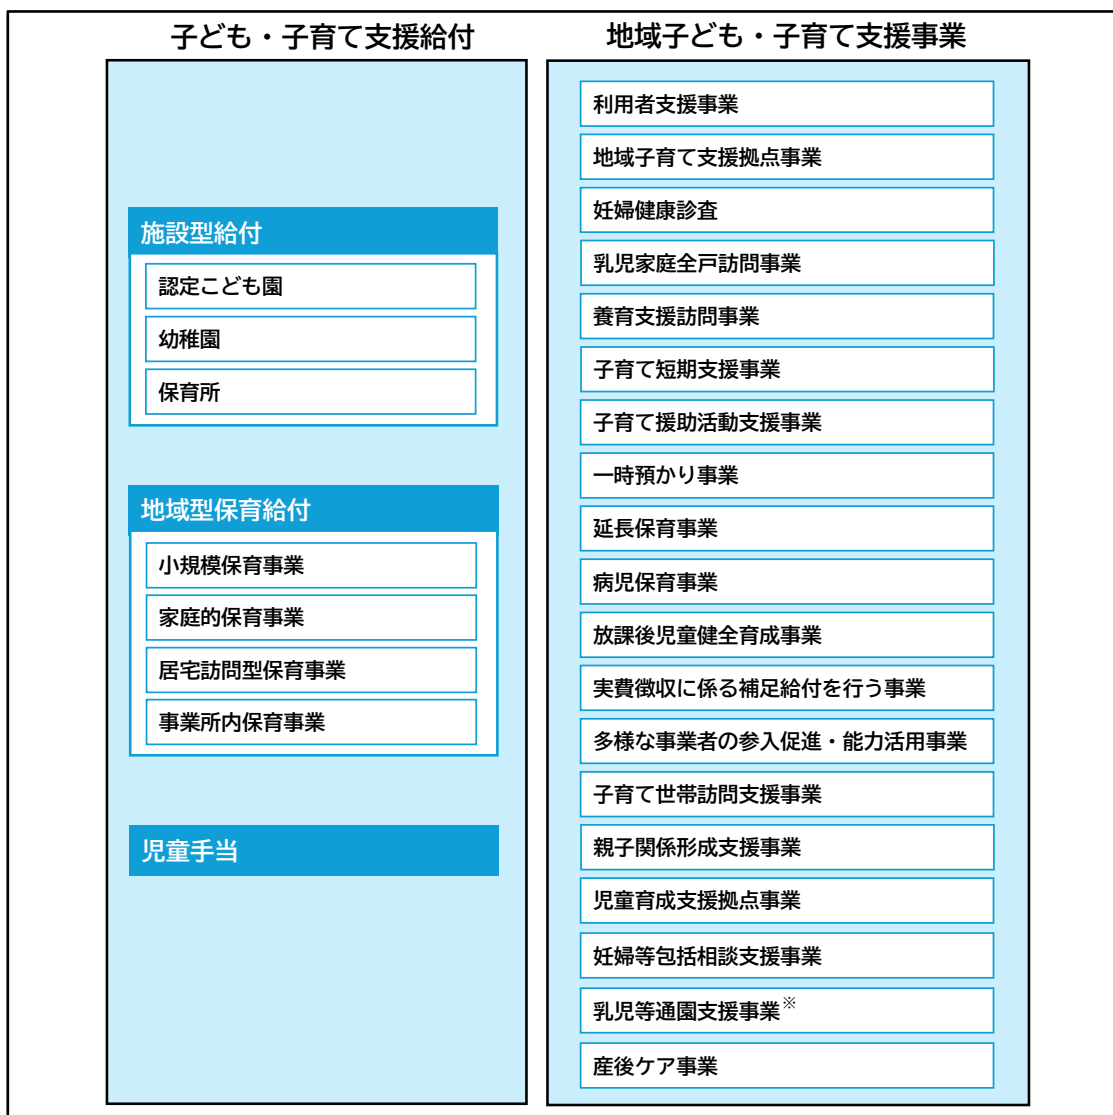 子ども・子育て支援給付
施設型給付
認定こども園
幼稚園
保育所
地域型保育給付
小規模保育事業
家庭的保育事業
居宅訪問型保育事業
事業所内保育事業
児童手当
地域子ども・子育て支援事業
利用者支援事業
地域子育て支援拠点事業
妊婦健康診査
乳児家庭全戸訪問事業
養育支援訪問事業
子育て短期支援事業
子育て援助活動支援事業
一時預かり事業
延長保育事業
病児保育事業
放課後児童健全育成事業
実費徴収に係る補足給付を行う事業
多様な事業者の参入促進・能力活用事業
子育て世帯訪問支援事業
親子関係形成支援事業
児童育成支援拠点事業
妊婦等包括相談支援事業
乳児等通園支援事業※
産後ケア事業